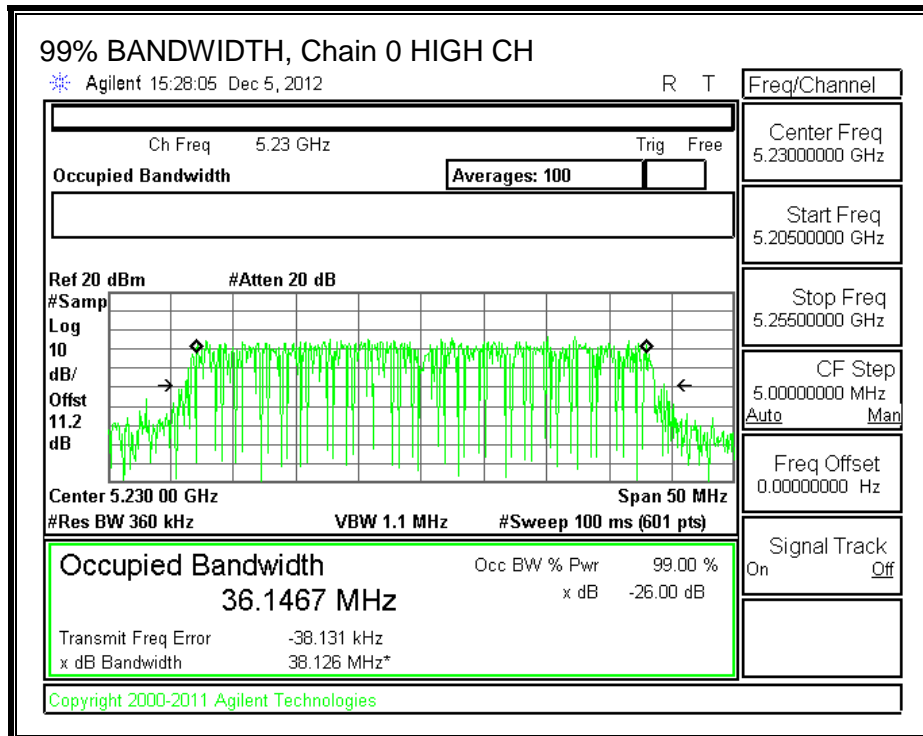 99% BANDWIDTH, Chain 0 HIGH CH
Agilent 15:28:05 Dec 5, 2012 R T
Freq/Channel
Ch Freq 5.23 GHz Trig Free
Occupied Bandwidth Averages: 100
Center Freq
5.23000000 GHz
Start Freq
5.20500000 GHz
Stop Freq
5.25500000 GHz
CF Step
5.00000000 MHz
Auto Man
Freq Offset
0.00000000 Hz
Signal Track
On Off
Ref 20 dBm #Atten 20 dB
#Samp
Log
10
dB/
Offst
11.2
dB
Center 5.230 00 GHz Span 50 MHz
#Res BW 360 kHz VBW 1.1 MHz #Sweep 100 ms (601 pts)
Occupied Bandwidth Occ BW % Pwr 99.00 %
36.1467 MHz x dB -26.00 dB
Transmit Freq Error -38.131 kHz
x dB Bandwidth 38.126 MHz*
Copyright 2000-2011 Agilent Technologies